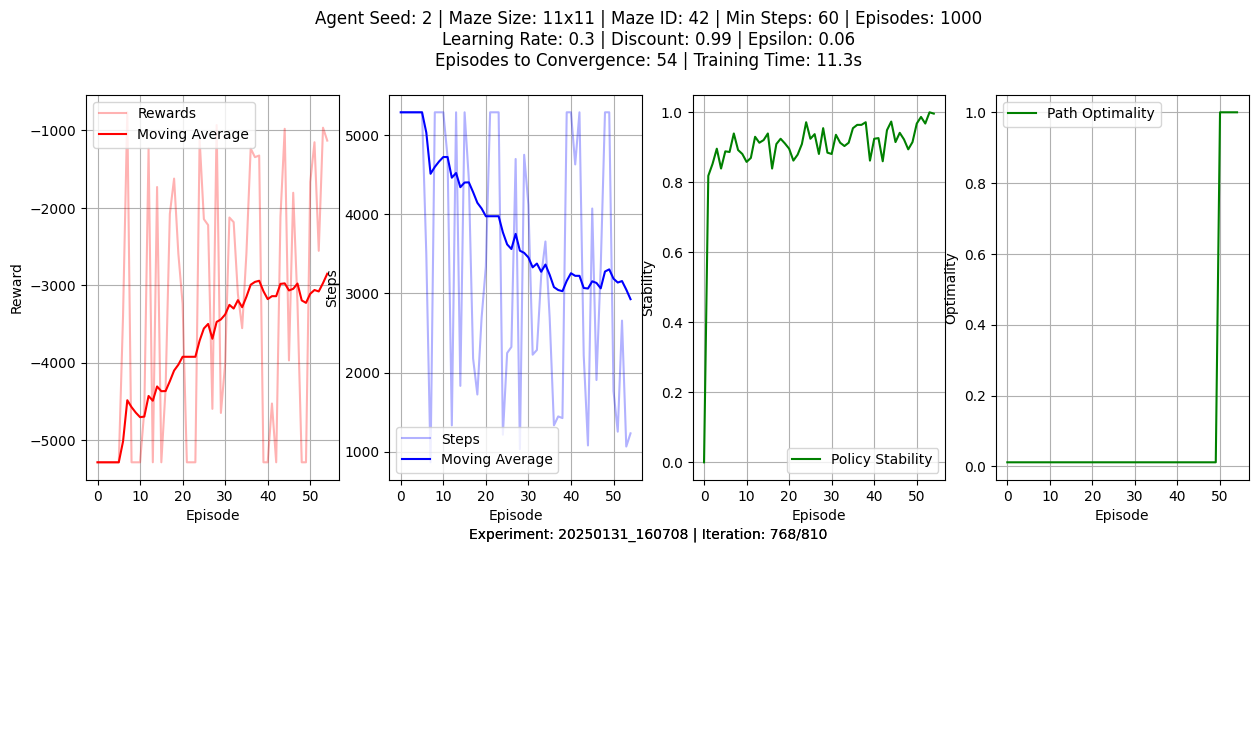 Agent Seed: 2 | Maze Size: 11x11 | Maze ID: 42 | Min Steps: 60 | Episodes: 1000
Learning Rate: 0.3 | Discount: 0.99 | Epsilon: 0.06
Episodes to Convergence: 54 | Training Time: 11.3s
Rewards
Moving Average
−1000
−2000
−3000
−4000
−5000
Reward
0
10
20
30
40
50
Episode
5000
4000
3000
2000
1000
Steps
Steps
Moving Average
0
10
20
30
40
50
Episode
1.0
0.8
0.6
0.4
0.2
0.0
Stability
Policy Stability
0
10
20
30
40
50
Episode
Path Optimality
1.0
0.8
0.6
0.4
0.2
0.0
Optimality
0
10
20
30
40
50
Episode
Experiment: 20250131_160708 | Iteration: 768/810